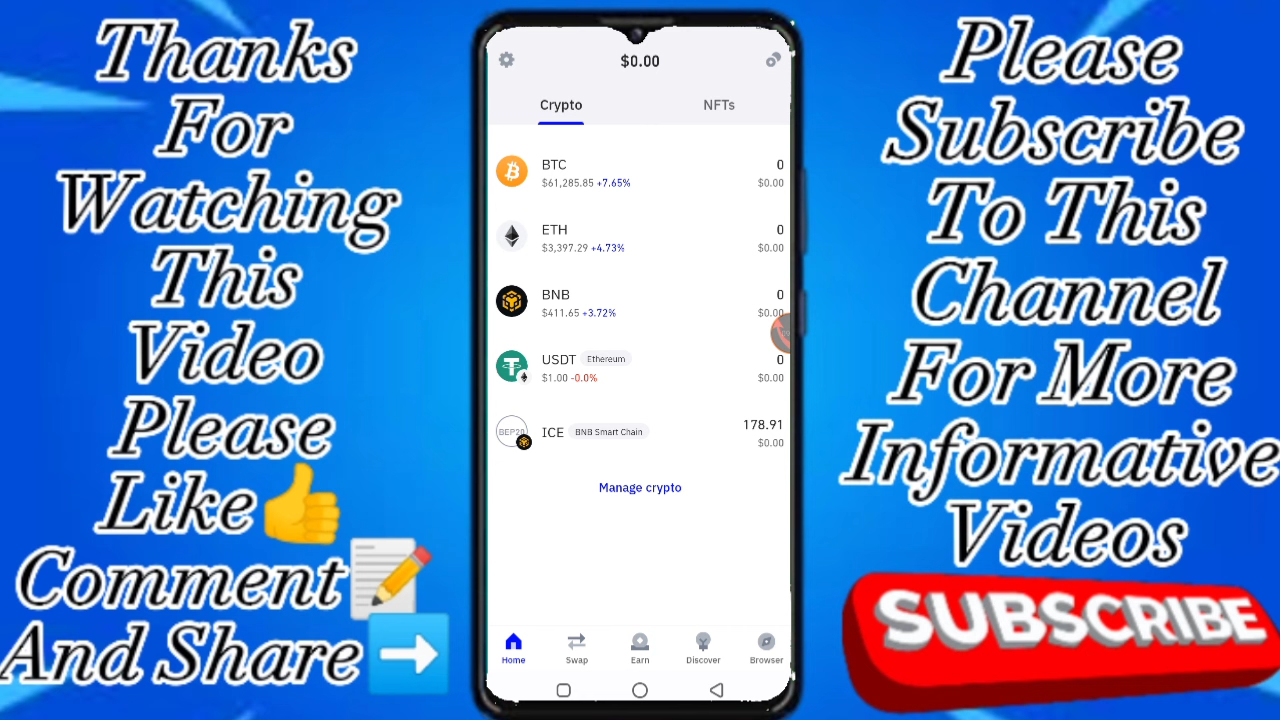 Thanks
For
Watching
This
Video
Please
Like
Comment
And Share
$0.00
Crypto
NFTs
BTC
0
$61,285.85 +7.65%
$0.00
ETH
0
$3,397.29 +4.73%
$0.00
BNB
0
$411.65 +3.72%
$0.00
USDT Ethereum
0
$1.00 -0.0%
$0.00
BEP20
ICE BNB Smart Chain
178.91
$0.00
Manage crypto
Home
Swap
Earn
Discover
Browser
Please
Subscribe
To This
Channel
For More
Informative
Videos
SUBSCRIBE